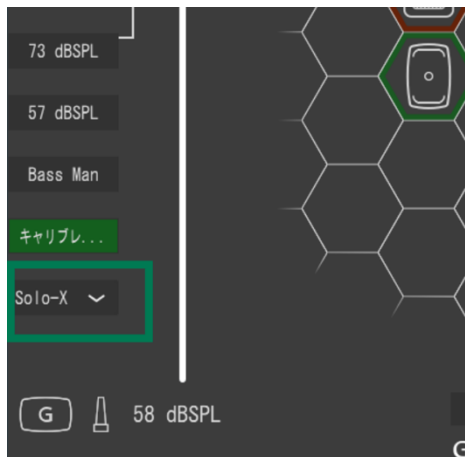 73 dBSPL
57 dBSPL
Bass Man
キャリブレ...
Solo-X
G 58 dBSPL
G